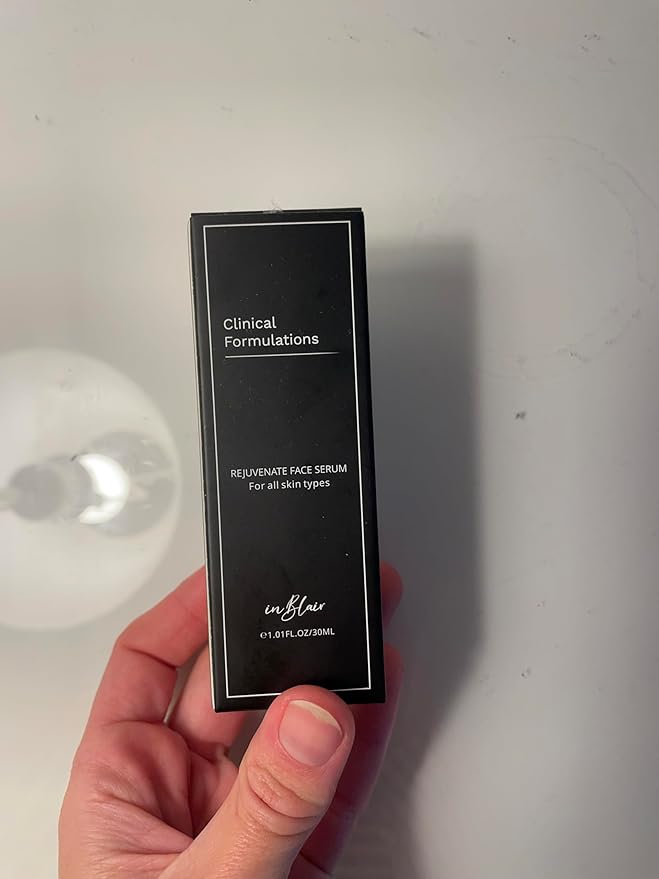 Clinical
Formulations
REJUVENATE FACE SERUM
For all skin types
inBlair
℮1.01FL.OZ/30ML